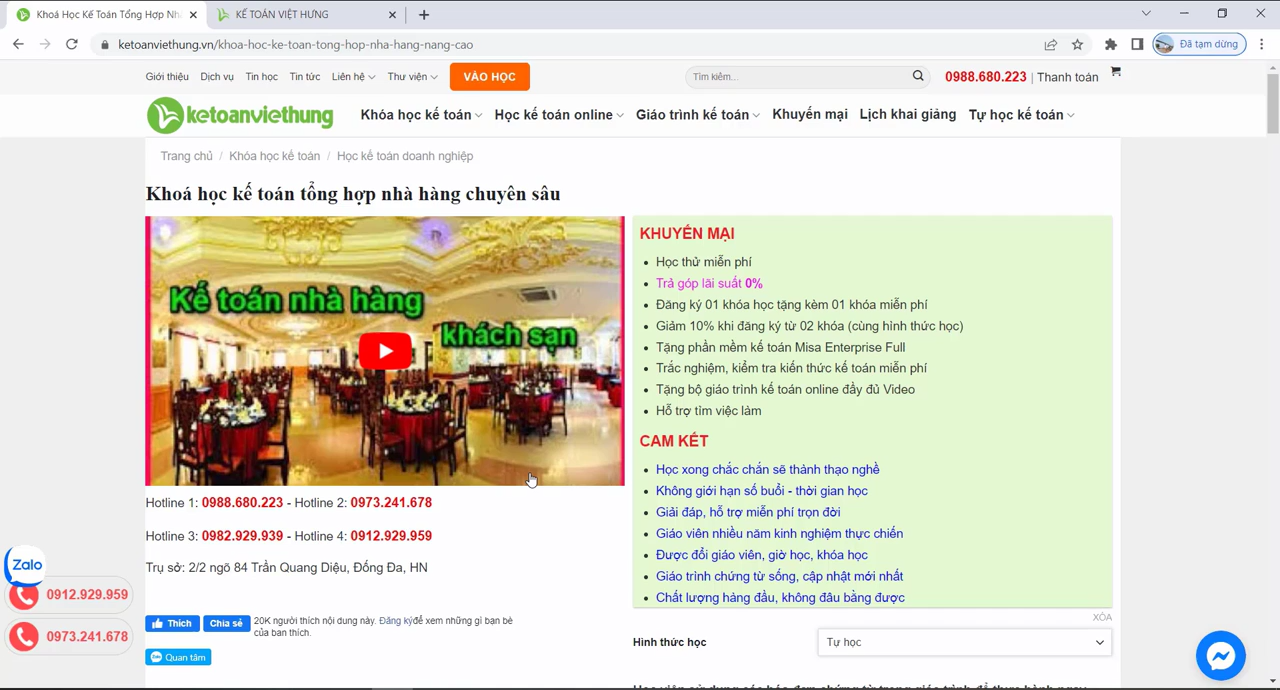 Khoá Học Kế Toán Tổng Hợp Nh
KẾ TOÁN VIỆT HƯNG
ketoanviethung.vn/khoa-hoc-ke-toan-tong-hop-nha-hang-nang-cao
Đã tạm dừng
Giới thiệu Dịch vụ Tin học Tin tức Liên hệ Thư viện VÀO HỌC Tìm kiếm... 0988.680.223 | Thanh toán
ketoanviethung Khóa học kế toán Học kế toán online Giáo trình kế toán Khuyến mại Lịch khai giảng Tự học kế toán
Trang chủ / Khóa học kế toán / Học kế toán doanh nghiệp
Khoá học kế toán tổng hợp nhà hàng chuyên sâu
Kế toán nhà hàng
khách sạn
Hotline 1: 0988.680.223 - Hotline 2: 0973.241.678
Hotline 3: 0982.929.939 - Hotline 4: 0912.929.959
Trụ sở: 2/2 ngõ 84 Trần Quang Diệu, Đống Đa, HN
Thích Chia sẻ 20K người thích nội dung này. Đăng ký để xem những gì bạn bè
của bạn thích.
Quan tâm
KHUYẾN MẠI
Học thử miễn phí
Trả góp lãi suất 0%
Đăng ký 01 khóa học tặng kèm 01 khóa miễn phí
Giảm 10% khi đăng ký từ 02 khóa (cùng hình thức học)
Tặng phần mềm kế toán Misa Enterprise Full
Trắc nghiệm, kiểm tra kiến thức kế toán miễn phí
Tặng bộ giáo trình kế toán online đầy đủ Video
Hỗ trợ tìm việc làm
CAM KẾT
Học xong chắc chắn sẽ thành thạo nghề
Không giới hạn số buổi - thời gian học
Giải đáp, hỗ trợ miễn phí trọn đời
Giáo viên nhiều năm kinh nghiệm thực chiến
Được đổi giáo viên, giờ học, khóa học
Giáo trình chứng từ sống, cập nhật mới nhất
Chất lượng hàng đầu, không đâu bằng được
XÓA
Hình thức học Tự học
Zalo
0912.929.959
0973.241.678